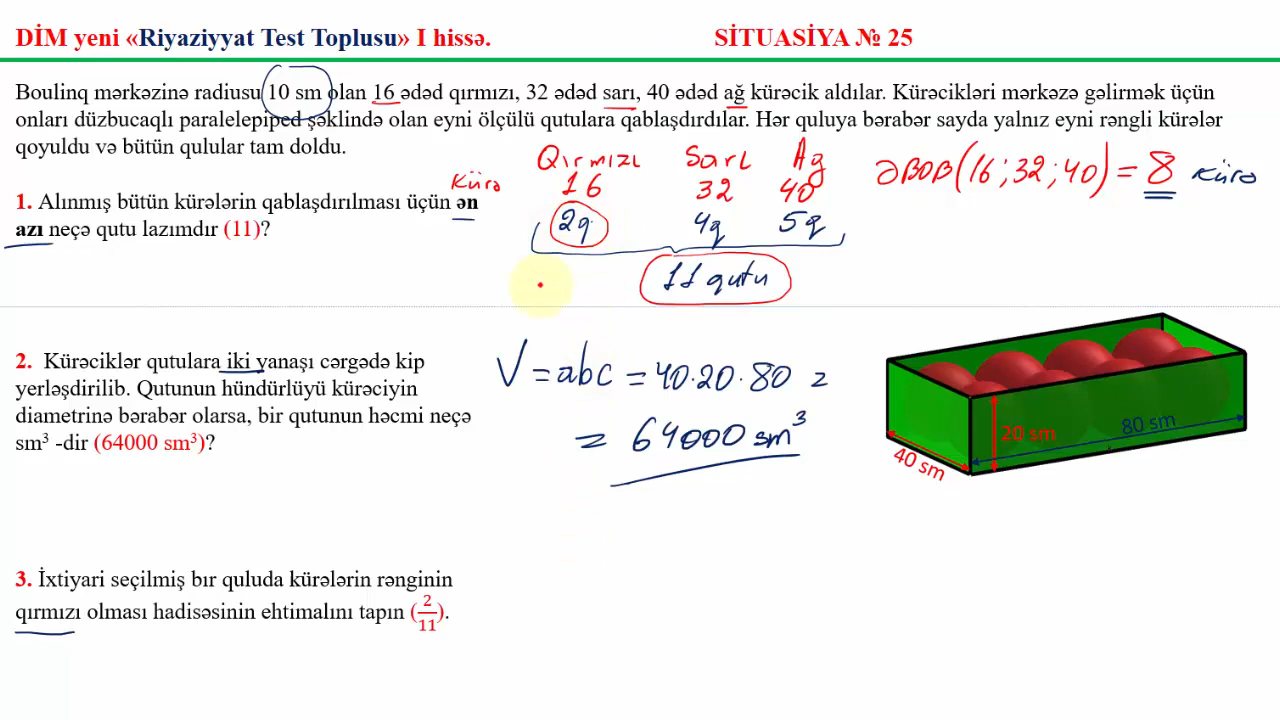 DİM yeni «Riyaziyyat Test Toplusu» I hissə. SİTUASİYA № 25
Boulinq mərkəzinə radiusu 10 sm olan 16 ədəd qırmızı, 32 ədəd sarı, 40 ədəd ağ kürəcik aldılar. Kürəcikləri mərkəzə gəlirmək üçün
onları düzbucaqlı paralelepiped şəklində olan eyni ölçülü qutulara qablaşdırdılar. Hər quluya bərabər sayda yalnız eyni rəngli kürələr
qoyuldu və bütün qulular tam doldu.
Qırmızı Sarı Ağ
16 32 40
2q 4q 5q
11 qutu
ƏBOB(16;32;40) = 8 kürə
kürə
1. Alınmış bütün kürələrin qablaşdırılması üçün ən
azı neçə qutu lazımdır (11)?
2. Kürəciklər qutulara iki yanaşı cərgədə kip
yerləşdirilib. Qutunun hündürlüyü kürəciyin
diametrinə bərabər olarsa, bir qutunun həcmi neçə
sm³ -dir (64000 sm³)?
V = abc = 40·20·80 =
= 64000 sm³
20 sm
80 sm
40 sm
3. İxtiyari seçilmiş bır quluda kürələrin rənginin
qırmızı olması hadisəsinin ehtimalını tapın (2/11).